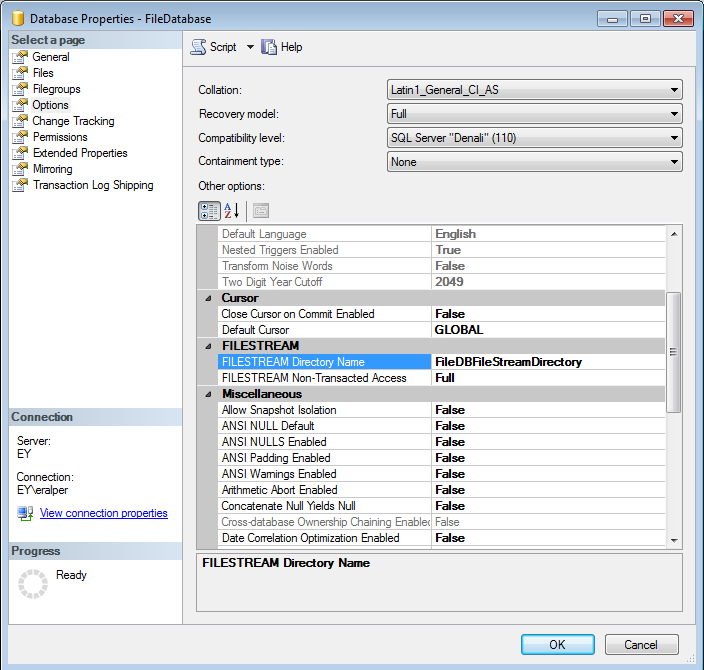 Database Properties - FileDatabase
Select a page
General
Files
Filegroups
Options
Change Tracking
Permissions
Extended Properties
Mirroring
Transaction Log Shipping
Connection
Server:
EY
Connection:
EY\eralper
View connection properties
Progress
Ready
Script Help
Collation: Latin1_General_CI_AS
Recovery model: Full
Compatibility level: SQL Server "Denali" (110)
Containment type: None
Other options:
Default Language English
Nested Triggers Enabled True
Transform Noise Words False
Two Digit Year Cutoff 2049
Cursor
Close Cursor on Commit Enabled False
Default Cursor GLOBAL
FILESTREAM
FILESTREAM Directory Name FileDBFileStreamDirectory
FILESTREAM Non-Transacted Access Full
Miscellaneous
Allow Snapshot Isolation False
ANSI NULL Default False
ANSI NULLS Enabled False
ANSI Padding Enabled False
ANSI Warnings Enabled False
Arithmetic Abort Enabled False
Concatenate Null Yields Null False
Cross-database Ownership Chaining Enabled False
Date Correlation Optimization Enabled False
FILESTREAM Directory Name
OK Cancel